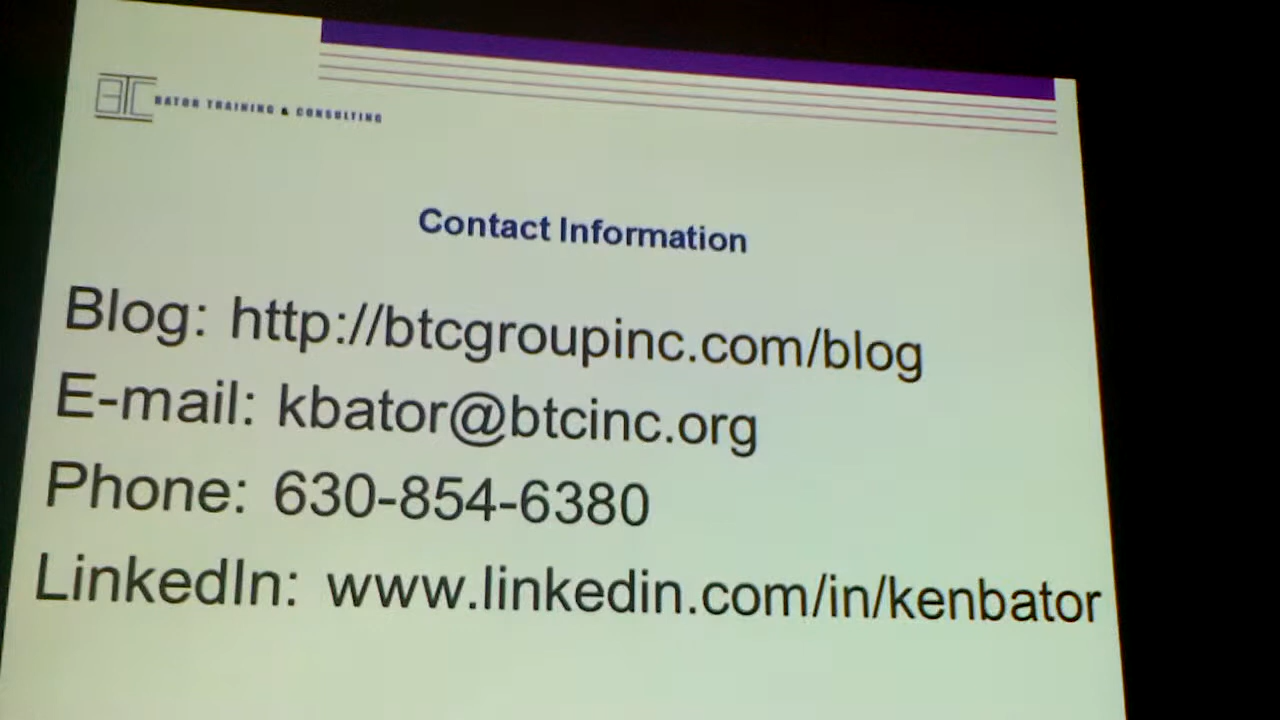 BTC BATOR TRAINING & CONSULTING
Contact Information
Blog: http://btcgroupinc.com/blog
E-mail: kbator@btcinc.org
Phone: 630-854-6380
LinkedIn: www.linkedin.com/in/kenbator